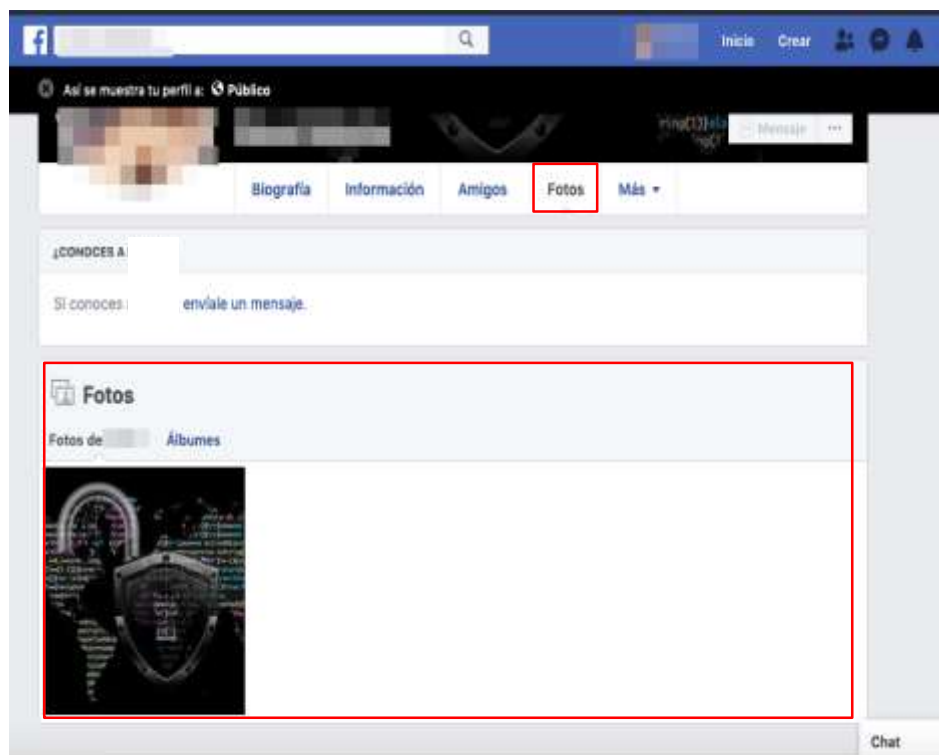 f
Inicio Crear
Así se muestra tu perfil a: Público
Mensaje ...
Biografía Información Amigos Fotos Más
¿CONOCES A
Si conoces envíale un mensaje.
Fotos
Fotos de Álbumes
Chat